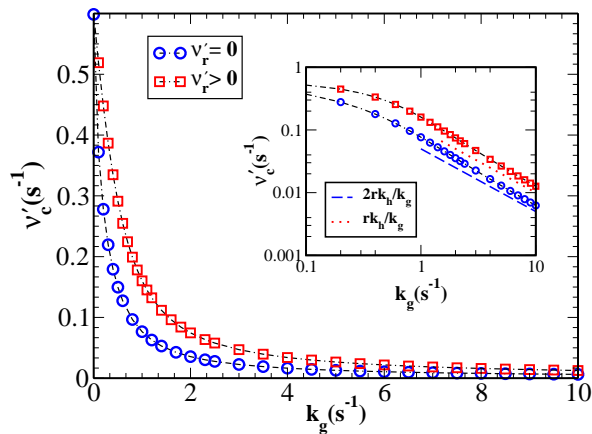 ν′c(s-1)
0.5
0.4
0.3
0.2
0.1
0
ν′r= 0
ν′r> 0
ν′c(s-1)
1
0.1
0.01
0.001
2rkh/kg
rkh/kg
0.1 1 10
kg(s-1)
0 2 4 6 8 10
kg(s-1)